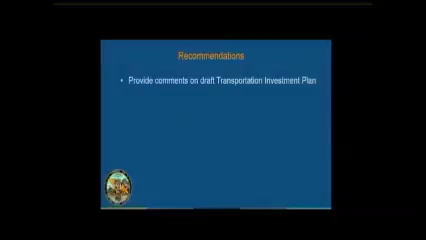 Recommendations
• Provide comments on draft Transportation Investment Plan